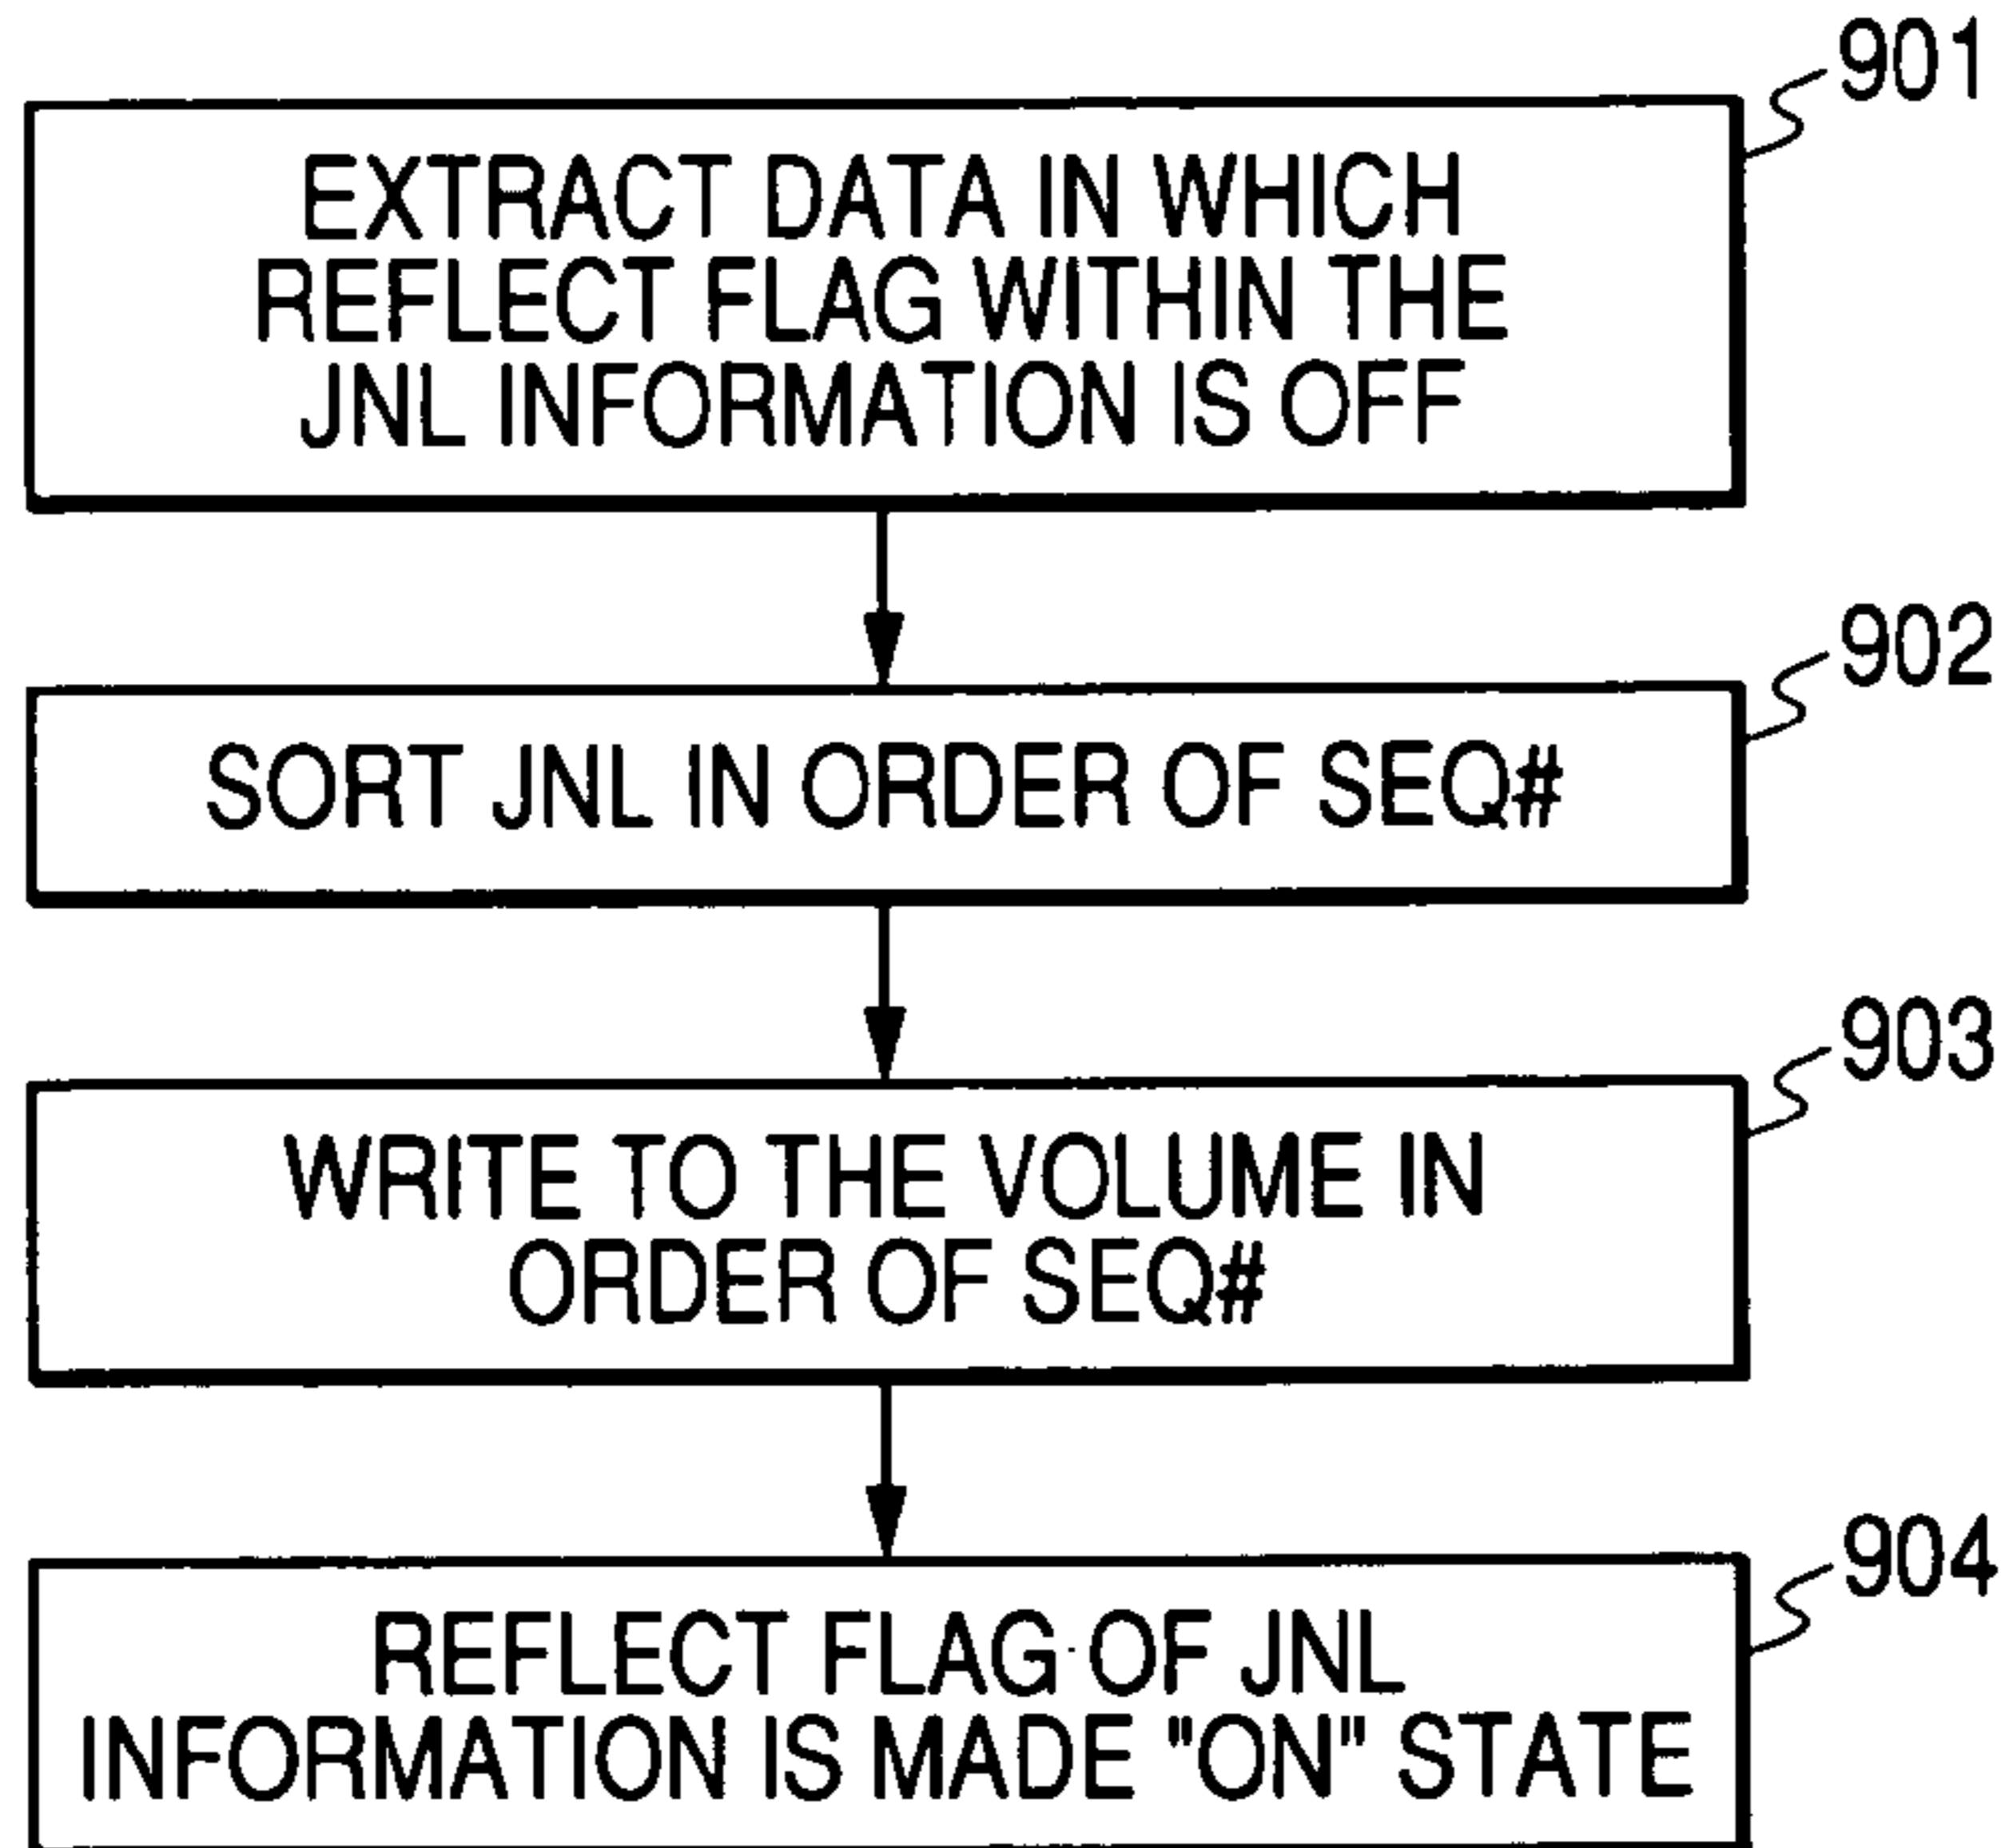 901
EXTRACT DATA IN WHICH
REFLECT FLAG WITHIN THE
JNL INFORMATION IS OFF
902
SORT JNL IN ORDER OF SEQ#
903
WRITE TO THE VOLUME IN
ORDER OF SEQ#
904
REFLECT FLAG OF JNL
INFORMATION IS MADE "ON" STATE